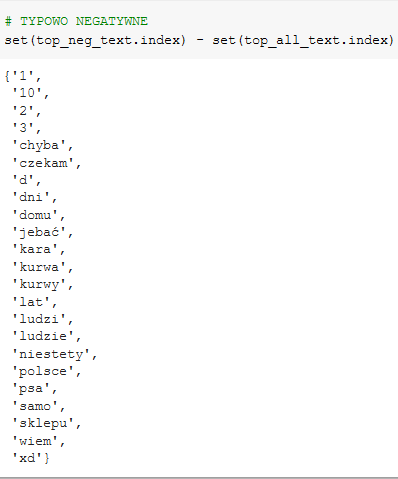 # TYPOWO NEGATYWNE
set(top_neg_text.index) - set(top_all_text.index)
{'1',
'10',
'2',
'3',
'chyba',
'czekam',
'd',
'dni',
'domu',
'jebać',
'kara',
'kurwa',
'kurwy',
'lat',
'ludzi',
'ludzie',
'niestety',
'polsce',
'psa',
'samo',
'sklepu',
'wiem',
'xd'}